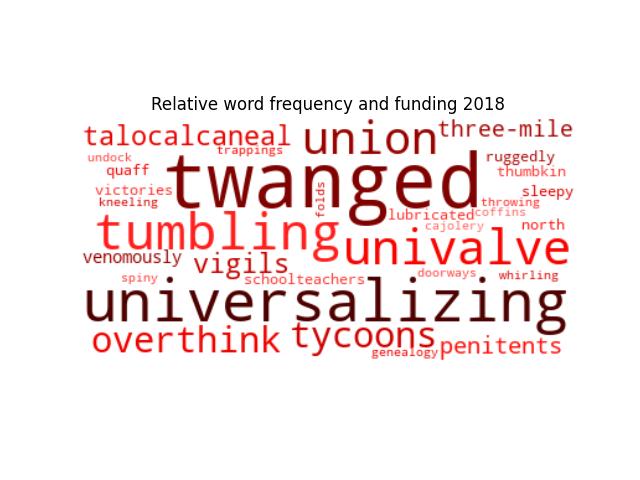 Relative word frequency and funding 2018
talocalcaneal
union
three-mile
undock
trappings
ruggedly
quaff
twanged
thumbkin
victories
folds
sleepy
kneeling
throwing
lubricated
coffins
tumbling
cajolery
north
univalve
venomously
vigils
spiny
schoolteachers
doorways
whirling
universalizing
overthink
tycoons
genealogy
penitents